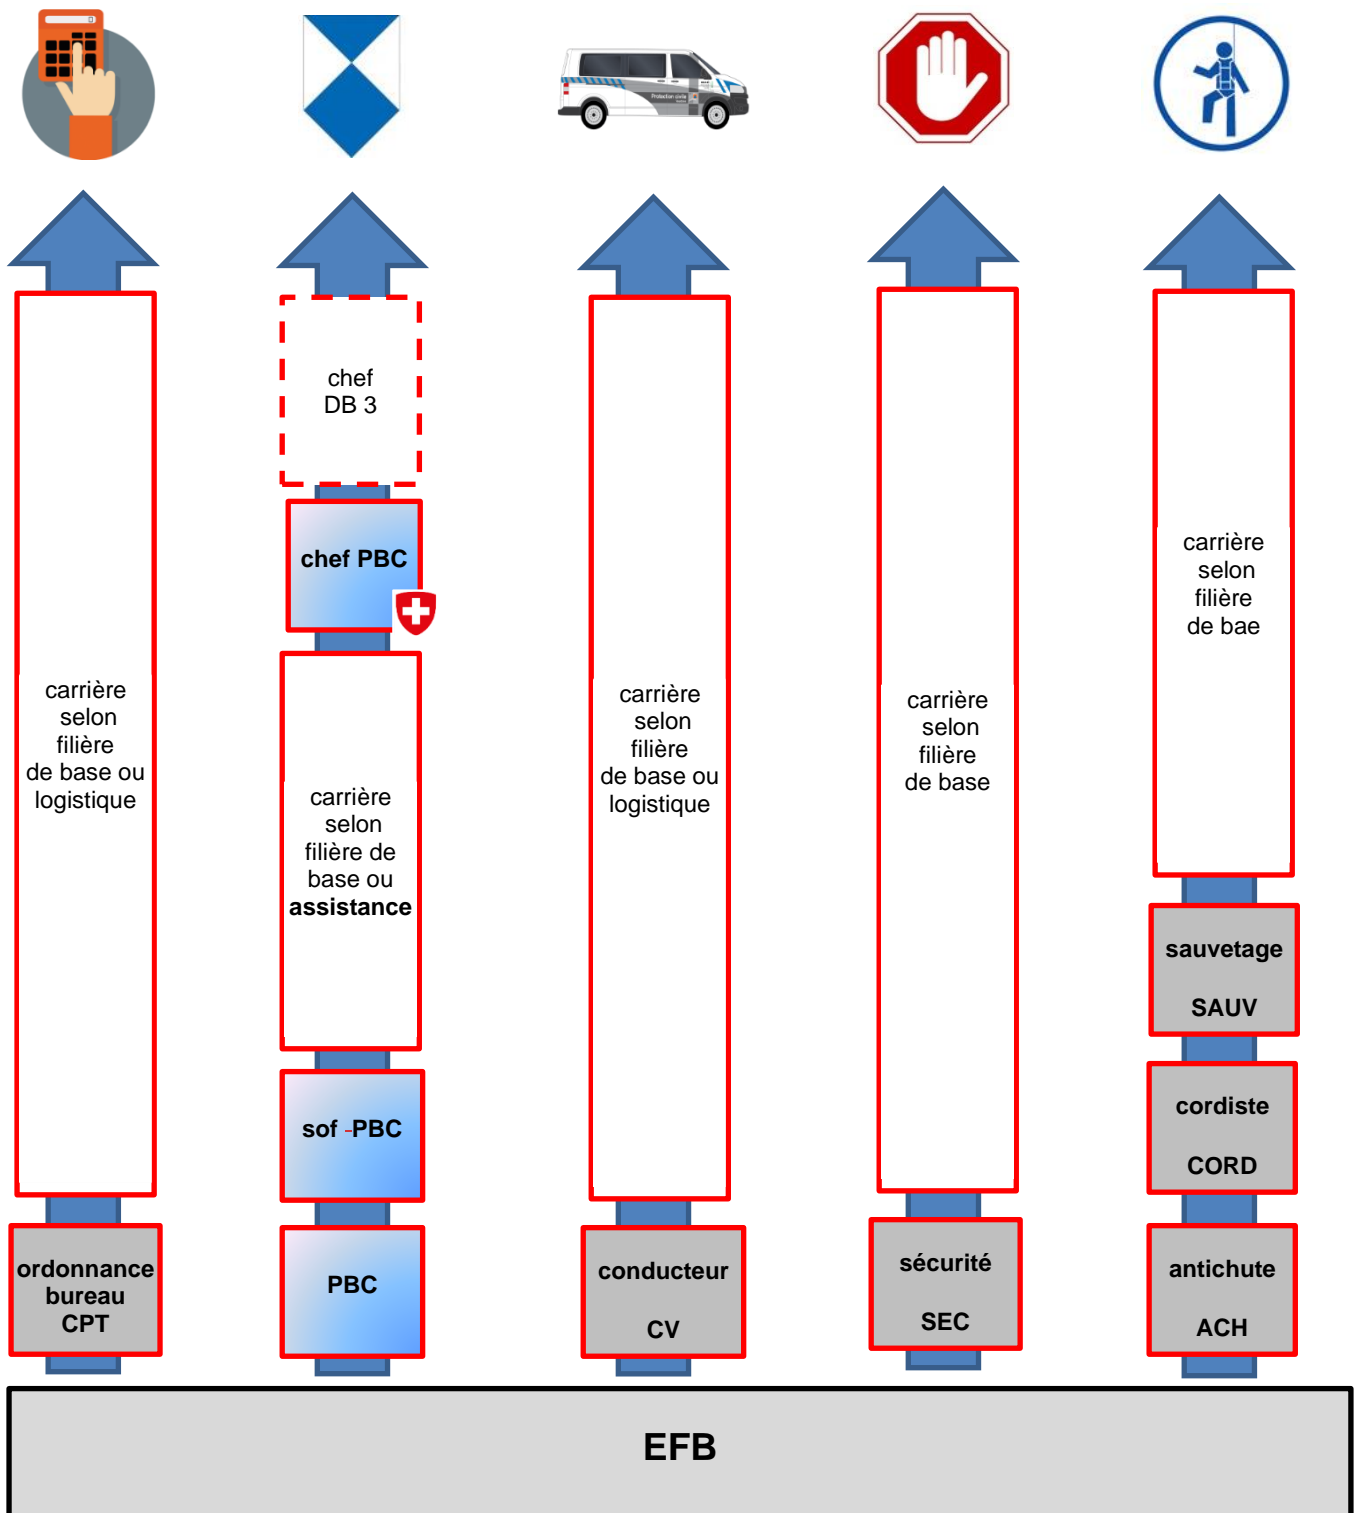 Protection civile
chef
DB 3
chef PBC
carrière
selon
filière
de base ou
logistique
carrière
selon
filière de
base ou
assistance
carrière
selon
filière
de base ou
logistique
carrière
selon
filière
de base
carrière
selon
filière
de bae
sauvetage
SAUV
sof -PBC
cordiste
CORD
ordonnance
bureau
CPT
PBC
conducteur
CV
sécurité
SEC
antichute
ACH
EFB